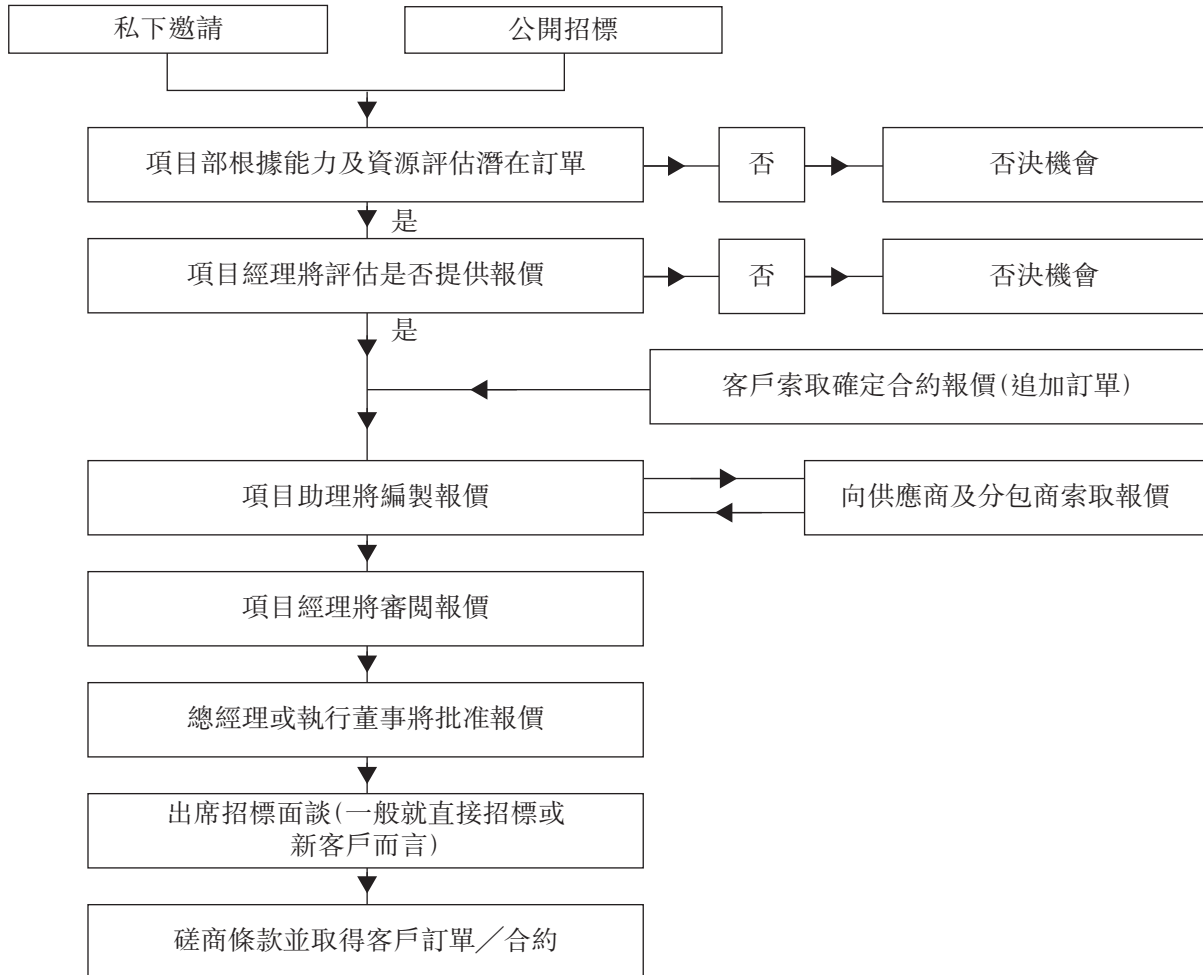 私下邀請
公開招標
項目部根據能力及資源評估潛在訂單
否
否決機會
是
項目經理將評估是否提供報價
否
否決機會
是
客戶索取確定合約報價(追加訂單)
項目助理將編製報價
向供應商及分包商索取報價
項目經理將審閱報價
總經理或執行董事將批准報價
出席招標面談(一般就直接招標或
新客戶而言)
磋商條款並取得客戶訂單／合約